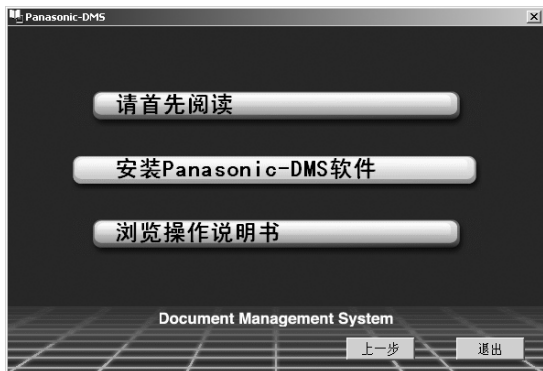 Panasonic-DMS
请首先阅读
安装Panasonic-DMS软件
浏览操作说明书
Document Management System
上一步
退出